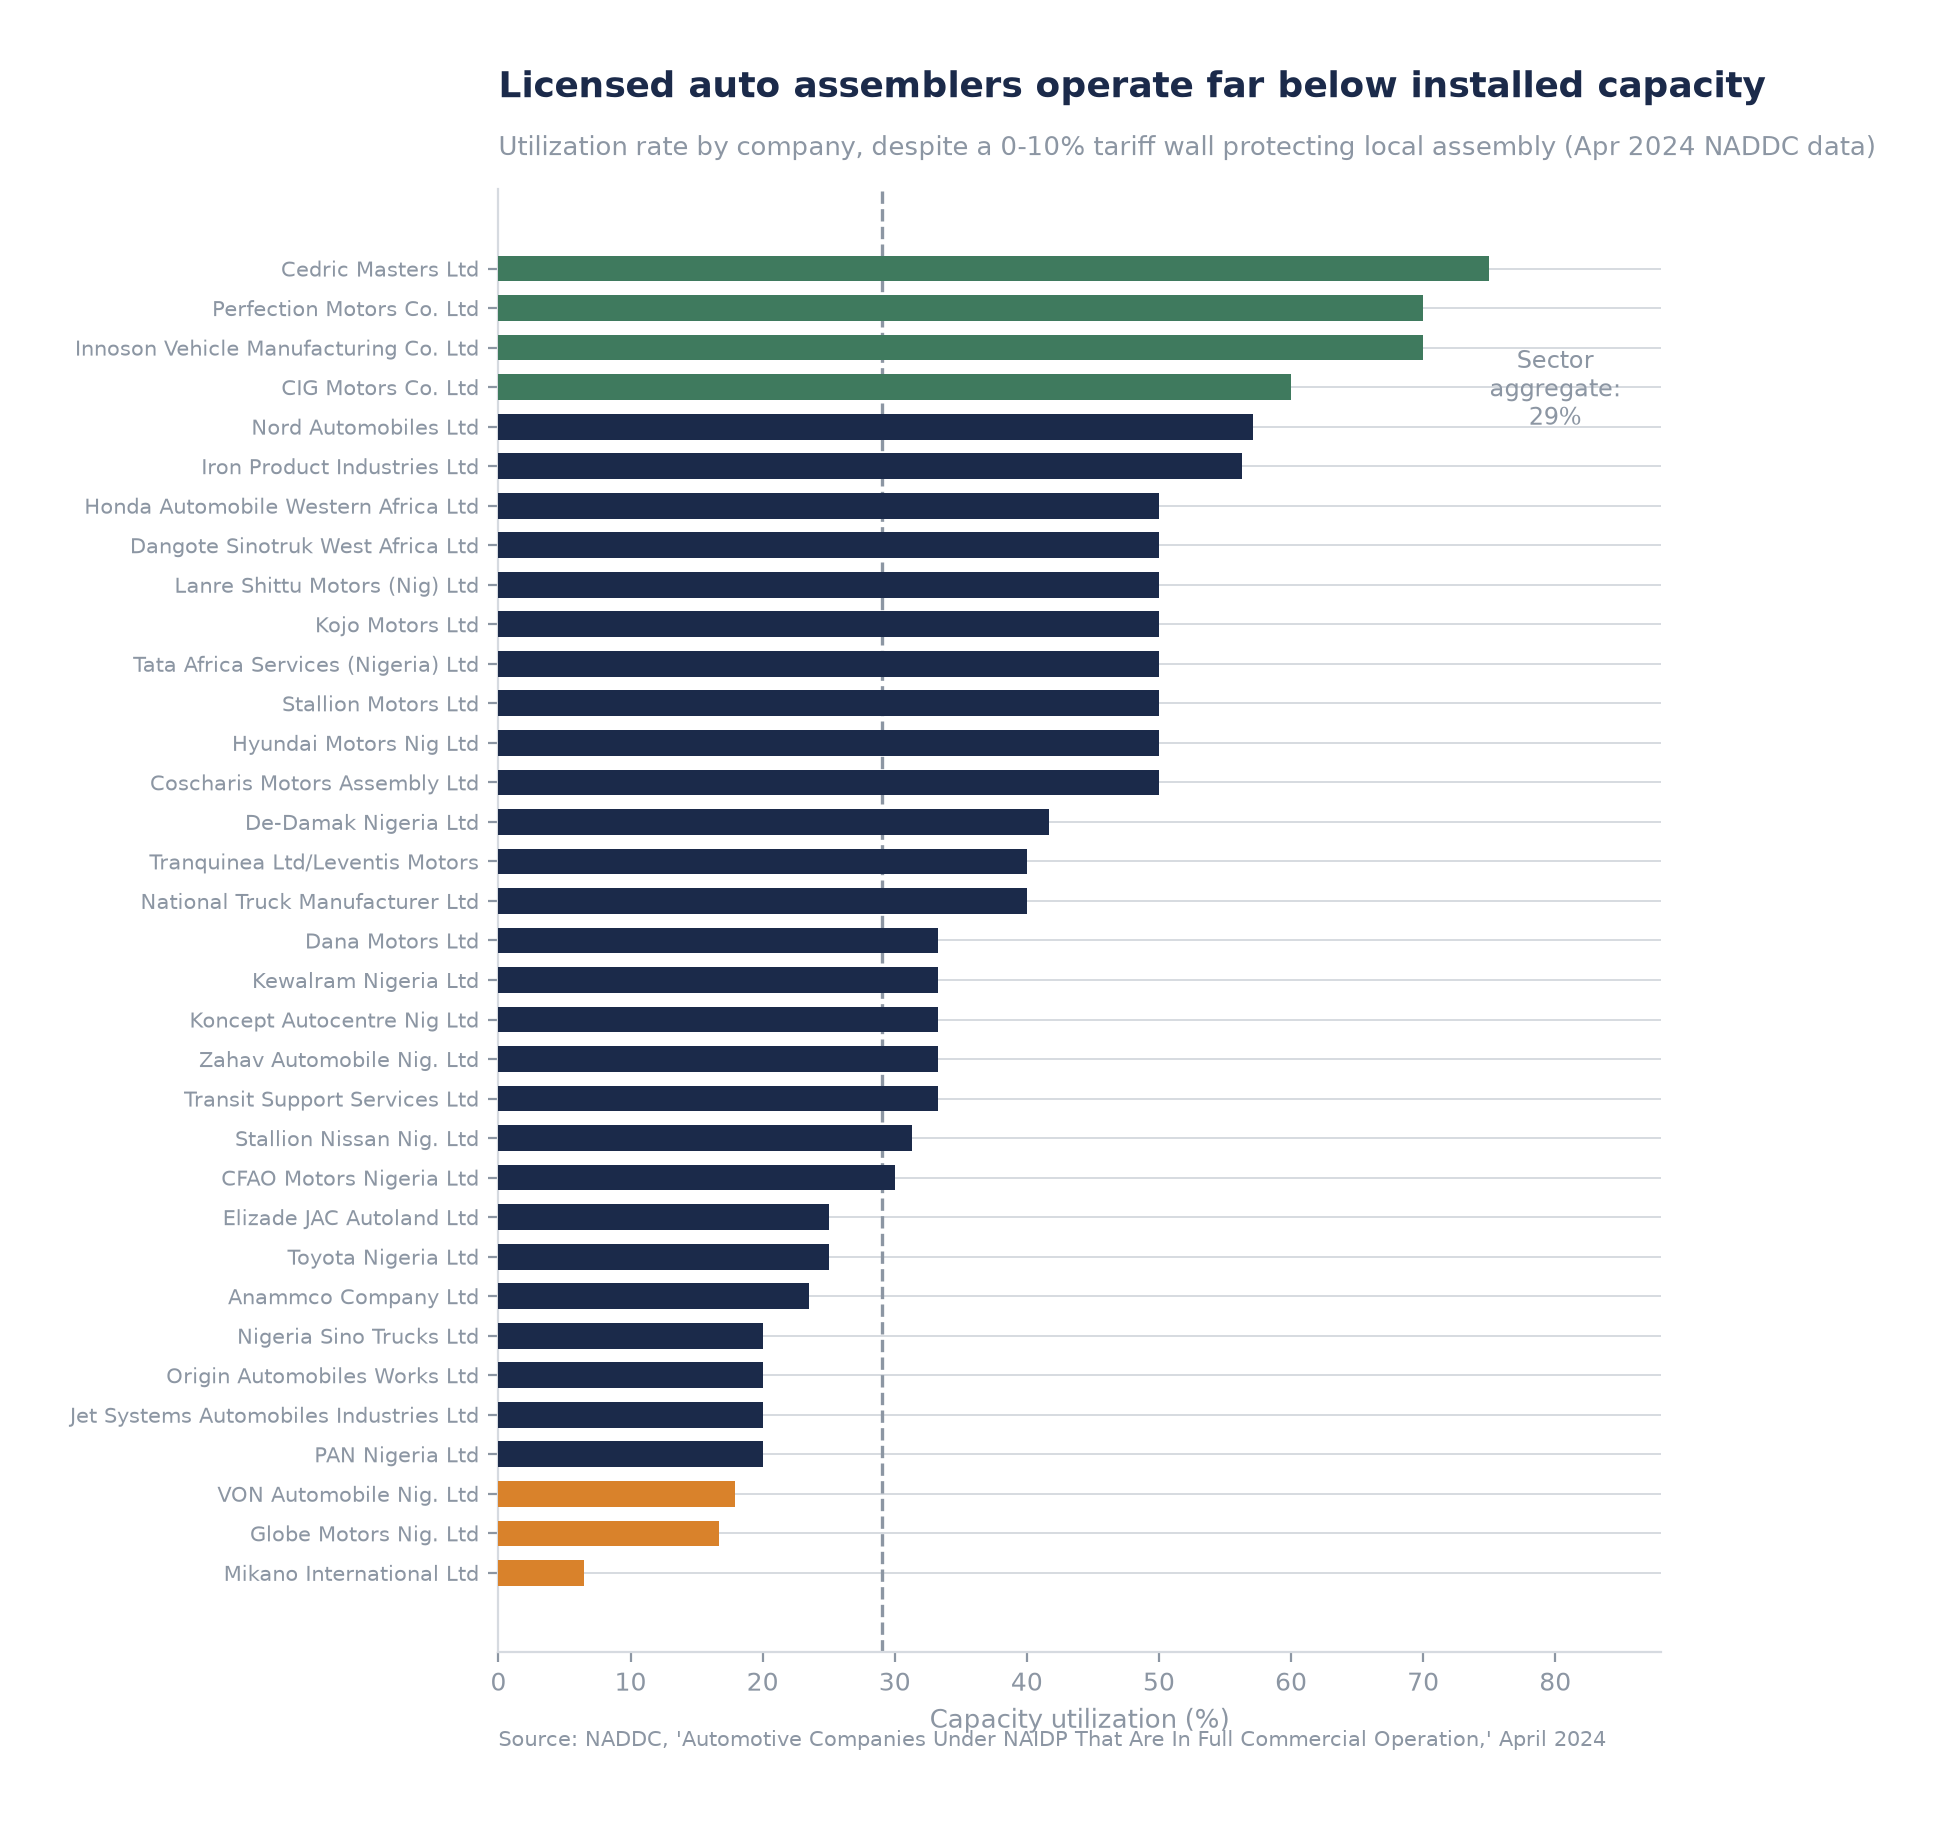 Licensed auto assemblers operate far below installed capacity
Utilization rate by company, despite a 0-10% tariff wall protecting local assembly (Apr 2024 NADDC data)
Cedric Masters Ltd
Perfection Motors Co. Ltd
Innoson Vehicle Manufacturing Co. Ltd
Sector
aggregate:
29%
CIG Motors Co. Ltd
Nord Automobiles Ltd
Iron Product Industries Ltd
Honda Automobile Western Africa Ltd
Dangote Sinotruk West Africa Ltd
Lanre Shittu Motors (Nig) Ltd
Kojo Motors Ltd
Tata Africa Services (Nigeria) Ltd
Stallion Motors Ltd
Hyundai Motors Nig Ltd
Coscharis Motors Assembly Ltd
De-Damak Nigeria Ltd
Tranquinea Ltd/Leventis Motors
National Truck Manufacturer Ltd
Dana Motors Ltd
Kewalram Nigeria Ltd
Koncept Autocentre Nig Ltd
Zahav Automobile Nig. Ltd
Transit Support Services Ltd
Stallion Nissan Nig. Ltd
CFAO Motors Nigeria Ltd
Elizade JAC Autoland Ltd
Toyota Nigeria Ltd
Anammco Company Ltd
Nigeria Sino Trucks Ltd
Origin Automobiles Works Ltd
Jet Systems Automobiles Industries Ltd
PAN Nigeria Ltd
VON Automobile Nig. Ltd
Globe Motors Nig. Ltd
Mikano International Ltd
0 10 20 30 40 50 60 70 80
Capacity utilization (%)
Source: NADDC, 'Automotive Companies Under NAIDP That Are In Full Commercial Operation,' April 2024